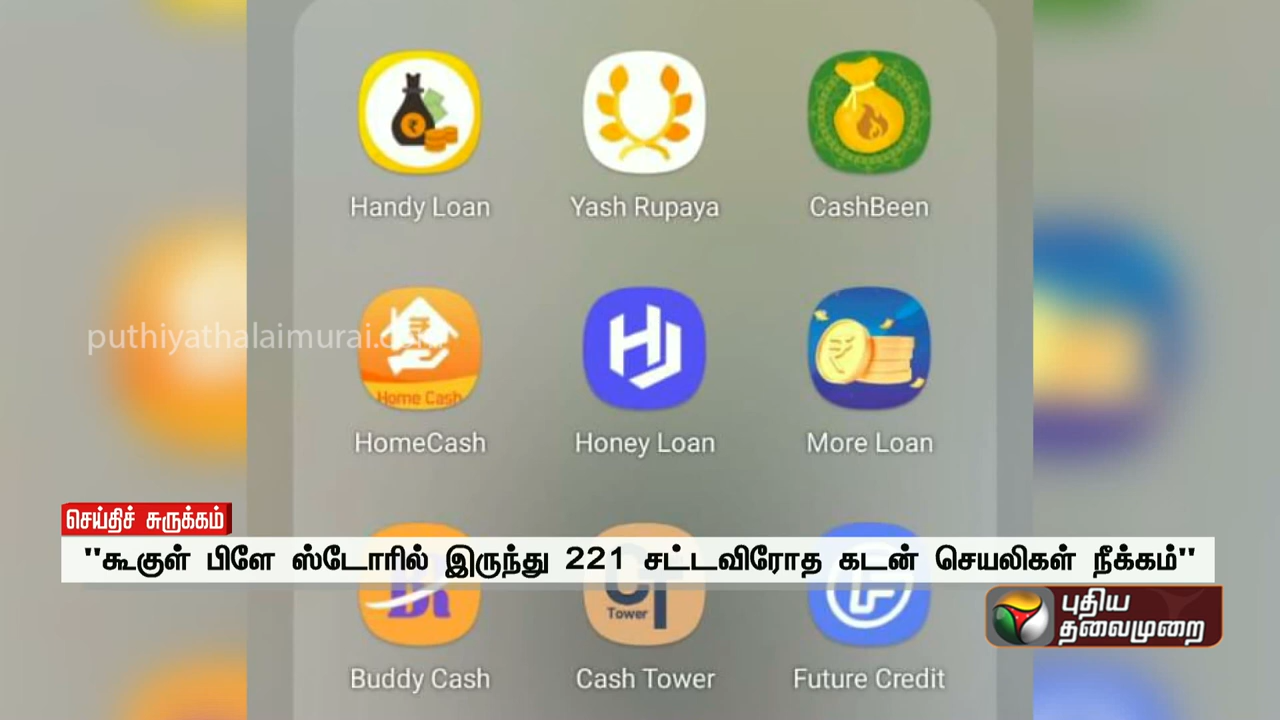 Handy Loan
Yash Rupaya
CashBeen
Home Cash
HomeCash
Honey Loan
More Loan
puthiyathalaimurai.com
செய்திச் சுருக்கம்
"கூகுள் பிளே ஸ்டோரில் இருந்து 221 சட்டவிரோத கடன் செயலிகள் நீக்கம்"
CT
Tower
புதிய
தலைமுறை
Buddy Cash
Cash Tower
Future Credit